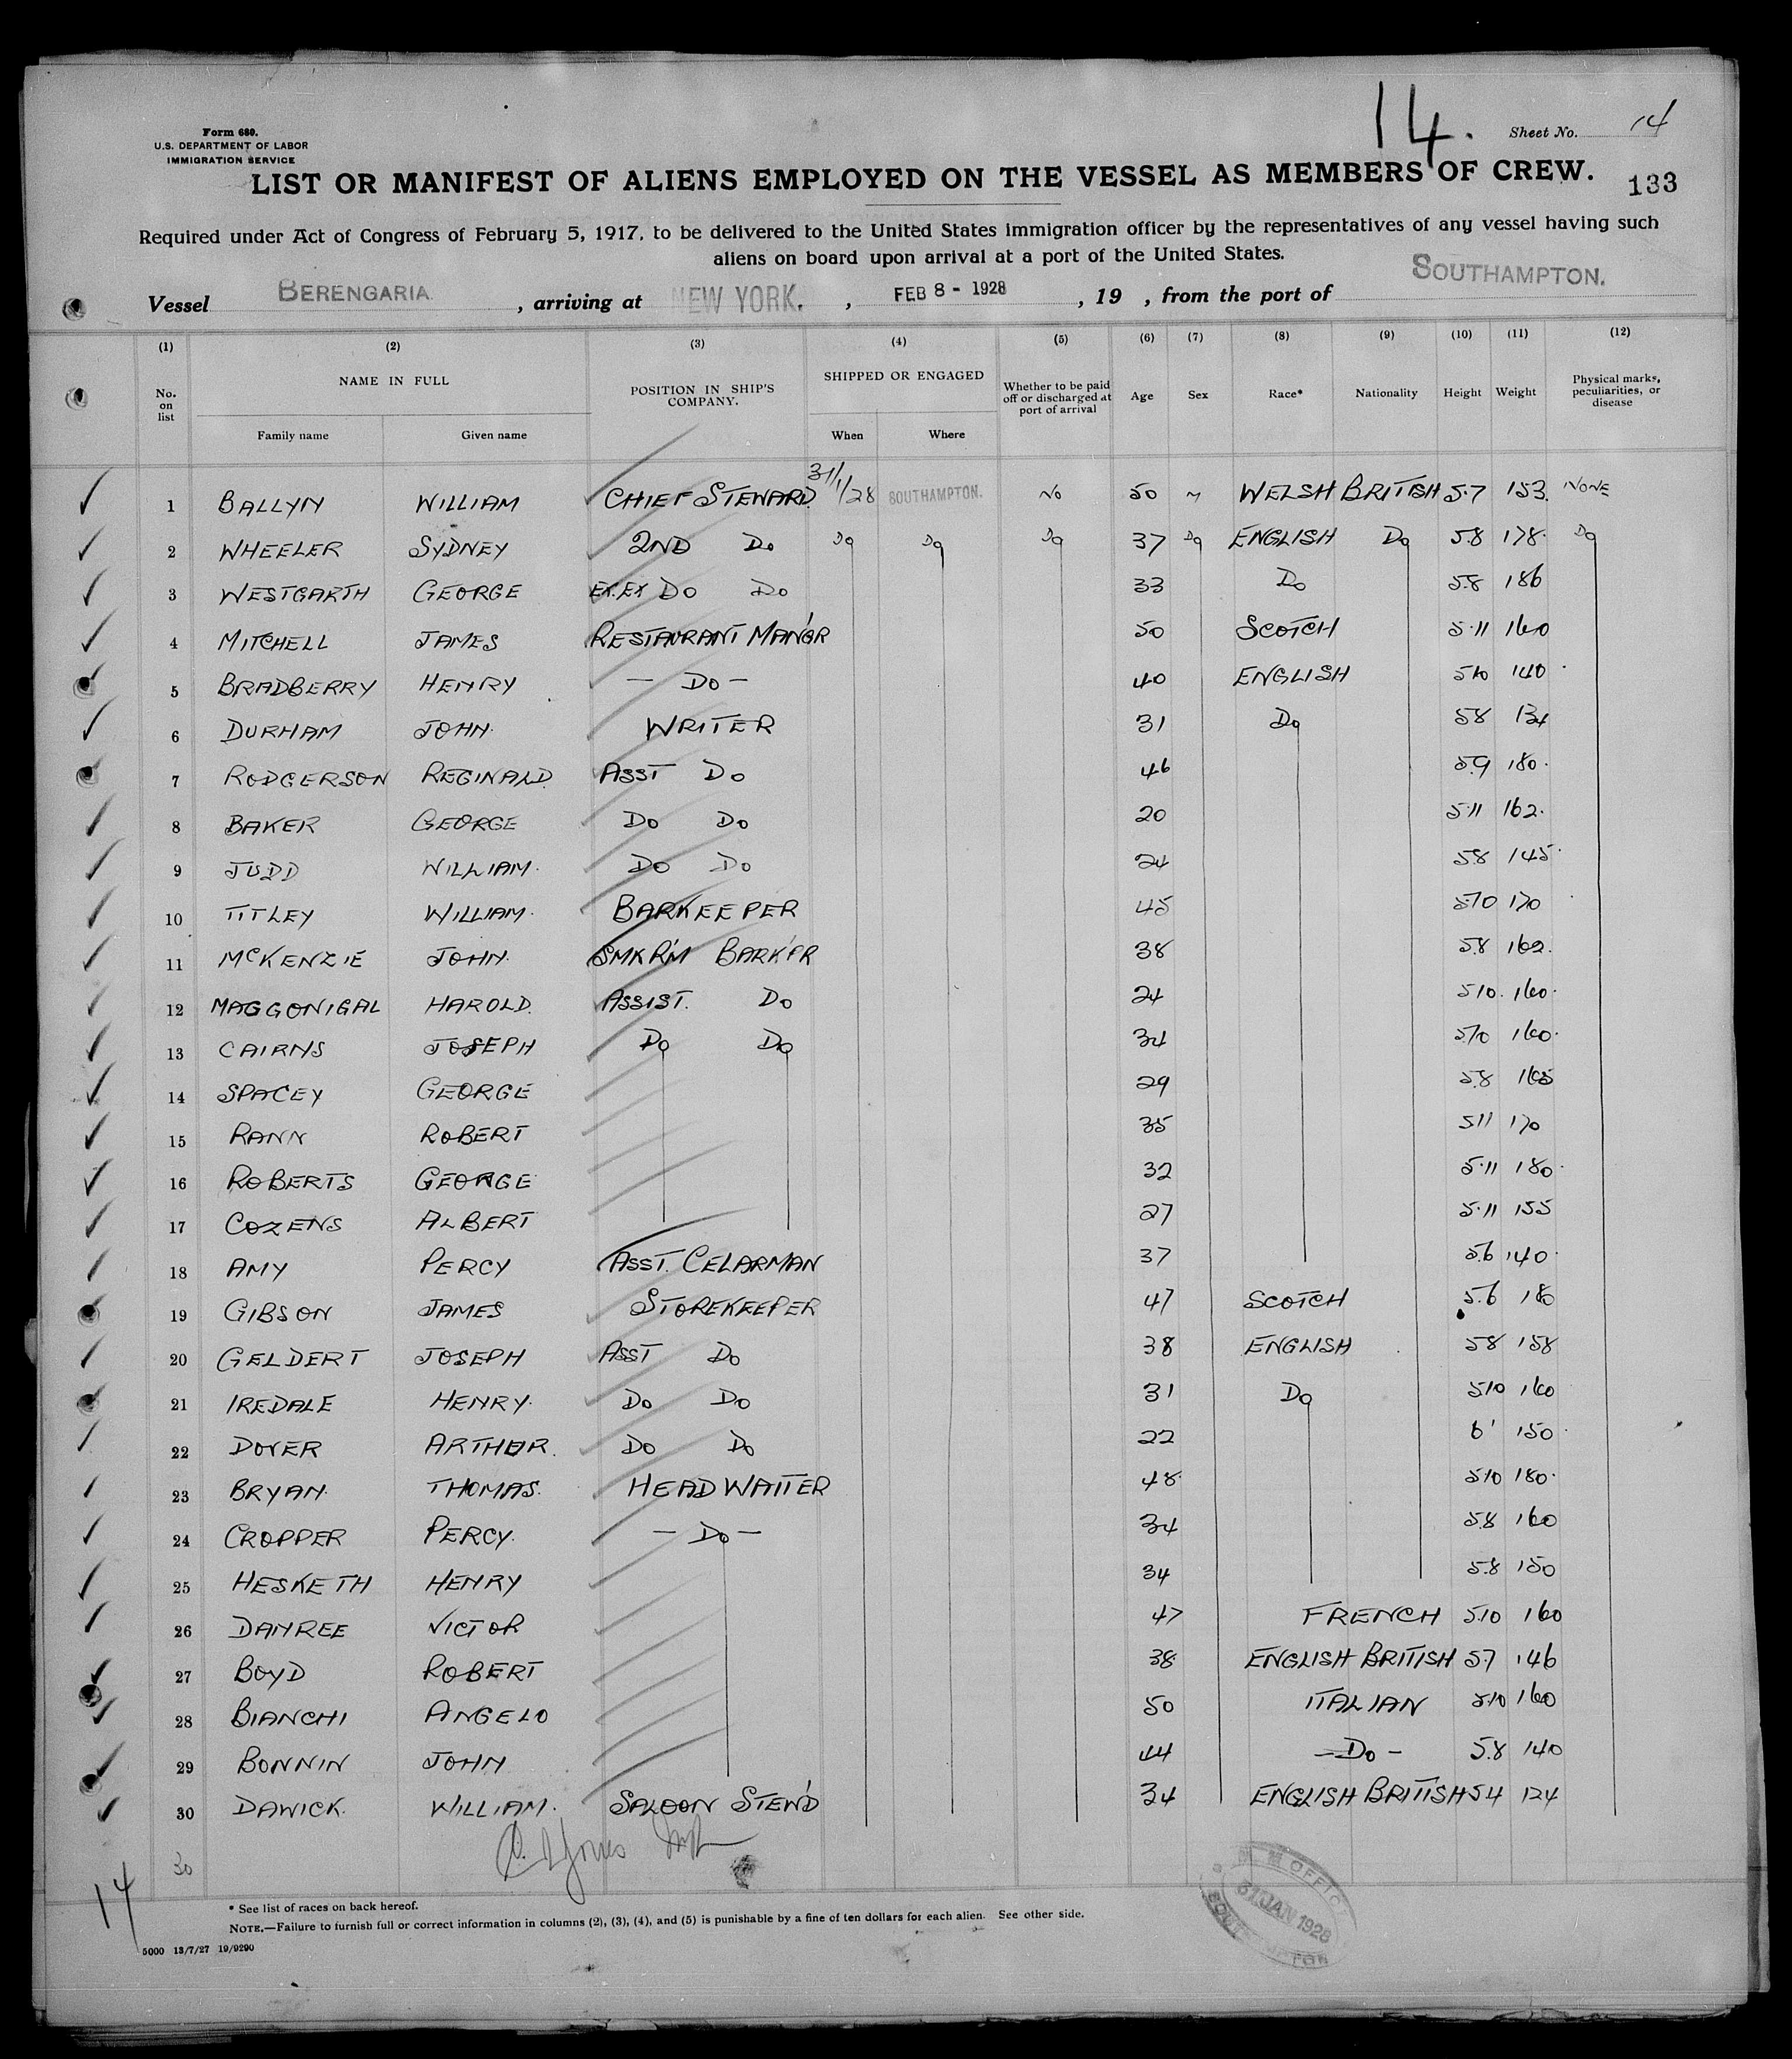 14. Sheet No. 14
Form 680.
U.S. DEPARTMENT OF LABOR
IMMIGRATION SERVICE
LIST OR MANIFEST OF ALIENS EMPLOYED ON THE VESSEL AS MEMBERS OF CREW. 133
Required under Act of Congress of February 5, 1917, to be delivered to the United States immigration officer by the representatives of any vessel having such
aliens on board upon arrival at a port of the United States.
Vessel BERENGARIA. , arriving at NEW YORK. , FEB 8 - 1928 , 19 , from the port of SOUTHAMPTON.
(1) (2) (3) (4) (5) (6) (7) (8) (9) (10) (11) (12)
No. on list NAME IN FULL Family name Given name POSITION IN SHIP'S COMPANY. SHIPPED OR ENGAGED When Where Whether to be paid off or discharged at port of arrival Age Sex Race* Nationality Height Weight Physical marks, peculiarities, or disease
1 BALLYN WILLIAM CHIEF STEWARD 31/1/28 SOUTHAMPTON. No 50 M WELSH BRITISH 5.7 153. NONE
2 WHEELER SYDNEY 2ND Do Do Do Do 37 Do ENGLISH Do 5.8 178. Do
3 WESTGARTH GEORGE EX.EX Do Do 33 Do 5.8 186
4 MITCHELL JAMES RESTAURANT MAN'GR 50 SCOTCH 5.11 160
5 BRADBERRY HENRY - Do - 40 ENGLISH 5.10 140
6 DURHAM JOHN. WRITER 31 Do 5.8 134
7 RODGERSON REGINALD. ASST Do 46 5.9 180.
8 BAKER GEORGE Do Do 20 5.11 162.
9 JUDD WILLIAM. Do Do 24 5.8 145.
10 TITLEY WILLIAM. BARKEEPER 45 5.10 170
11 McKENZIE JOHN. SMK R'M BARK'PR 38 5.8 162.
12 MAGGONIGAL HAROLD. ASSIST. Do 24 5.10. 160.
13 CAIRNS JOSEPH Do Do 34 5.10 160.
14 SPACEY GEORGE 29 5.8 165
15 RANN ROBERT 35 5.11 170
16 ROBERTS GEORGE 32 5.11 180.
17 COZENS ALBERT 27 5.11 155
18 AMY PERCY ASST. CELARMAN 37 5.6 140.
19 GIBSON JAMES STOREKEEPER 47 SCOTCH 5.6 180
20 GELDERT JOSEPH ASST Do 38 ENGLISH 5.8 158
21 IREDALE HENRY. Do Do 31 Do 5.10 160
22 DOVER ARTHUR. Do Do 22 6' 150
23 BRYAN. THOMAS. HEAD WAITER 48 5.10 180.
24 CROPPER PERCY. - Do - 34 5.8 160
25 HESKETH HENRY 34 5.8 150
26 DANREE VICTOR 47 FRENCH 5.10 160
27 BOYD ROBERT 38 ENGLISH BRITISH 5.7 146
28 BIANCHI ANGELO 50 ITALIAN 5.10 160
29 BONNIN JOHN 44 - Do - 5.8 140
30 DAWICK. WILLIAM. SALOON STEW'D 34 ENGLISH BRITISH 5.4 124
30
14
* See list of races on back hereof.
NOTE.—Failure to furnish full or correct information in columns (2), (3), (4), and (5) is punishable by a fine of ten dollars for each alien. See other side.
5000 13/7/27 19/9290
OFFICE
31 JAN 1928